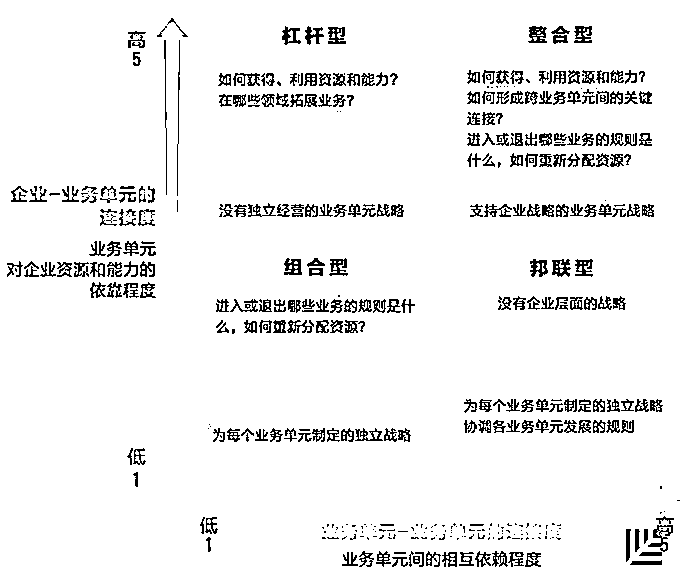 高
5
杠杆型
整合型
如何获得、利用资源和能力?
在哪些领域拓展业务?
如何获得、利用资源和能力?
如何形成跨业务单元间的关键
连接?
进入或退出哪些业务的规则是
什么,如何重新分配资源?
企业-业务单元的
连接度
没有独立经营的业务单元战略
支持企业战略的业务单元战略
业务单元
对企业资源和能力的
依靠程度
组合型
邦联型
进入或退出哪些业务的规则是什
么,如何重新分配资源?
没有企业层面的战略
为每个业务单元制定的独立战略
为每个业务单元制定的独立战略
协调各业务单元发展的规则
低
1
低
1
业务单元-业务单元的连接度
高
5
业务单元间的相互依赖程度